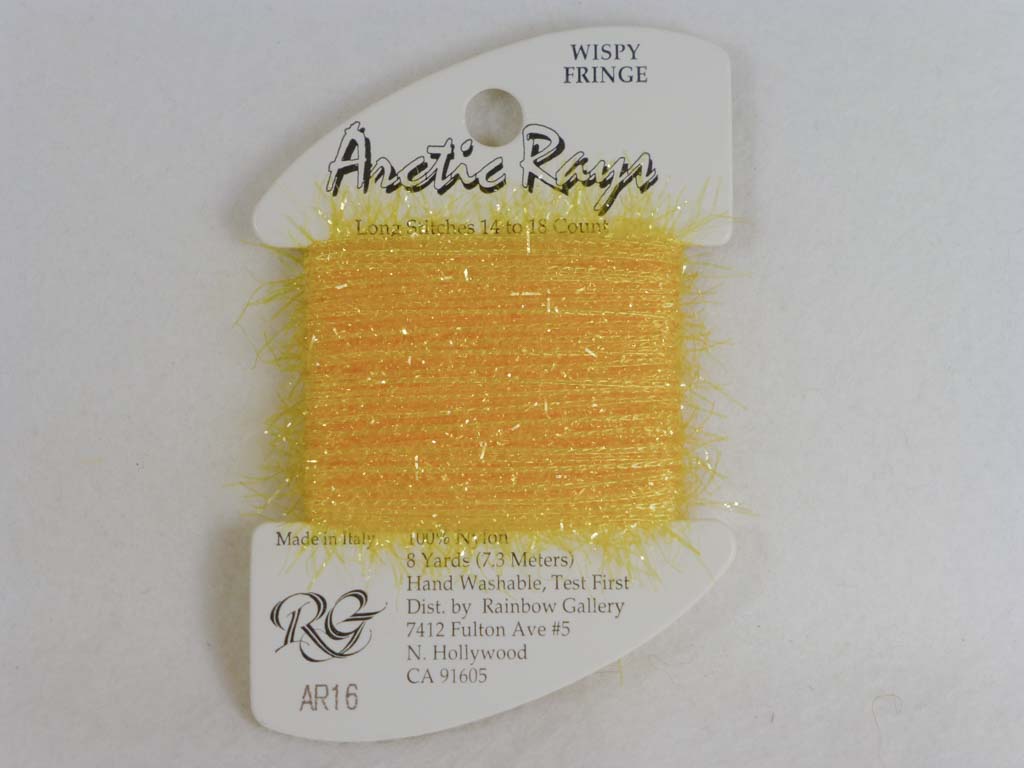 WISPY
FRINGE
Arctic Rays
Long Stitches 14 to 18 Count
Made in Italy
100% Nylon
8 Yards (7.3 Meters)
Hand Washable, Test First
Dist. by Rainbow Gallery
7412 Fulton Ave #5
N. Hollywood
CA 91605
RG
AR16